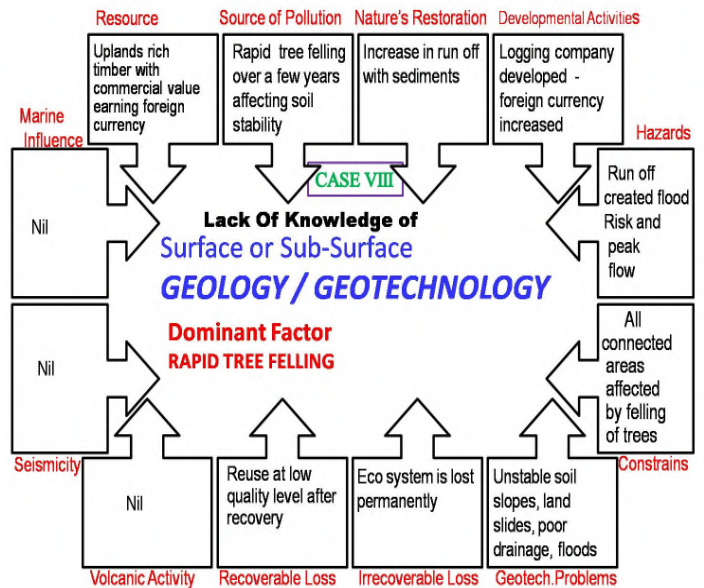 Resource
Source of Pollution
Nature's Restoration
Developmental Activities
Uplands rich
timber with
commercial value
earning foreign
currency
Rapid tree felling
over a few years
affecting soil
stability
Increase in run off
with sediments
Logging company
developed -
foreign currency
increased
Marine
Influence
Nil
Hazards
Run off
created flood
Risk and
peak
flow
CASE VIII
Lack Of Knowledge of
Surface or Sub-Surface
GEOLOGY / GEOTECHNOLOGY
Dominant Factor
RAPID TREE FELLING
Nil
Seismicity
All
connected
areas
affected
by felling
of trees
Constrains
Nil
Reuse at low
quality level after
recovery
Eco system is lost
permanently
Unstable soil
slopes, land
slides, poor
drainage, floods
Volcanic Activity
Recoverable Loss
Irrecoverable Loss
Geotech.Problems